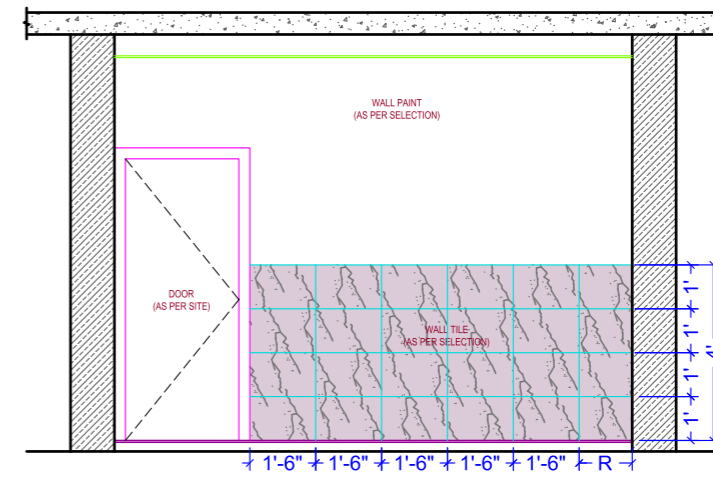 WALL PAINT
(AS PER SELECTION)
DOOR
(AS PER SITE)
WALL TILE
(AS PER SELECTION)
1'
1'
1'
1'
4'
1'-6" 1'-6" 1'-6" 1'-6" 1'-6" R